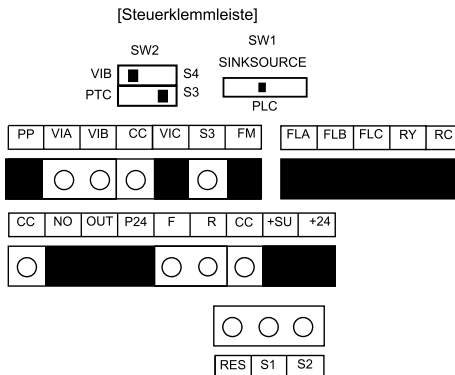 [Steuerklemmleiste]
SW2
SW1
SINKSOURCE
VIB S4
PTC S3
PLC
PP VIA VIB CC VIC S3 FM FLA FLB FLC RY RC
CC NO OUT P24 F R CC +SU +24
RES S1 S2